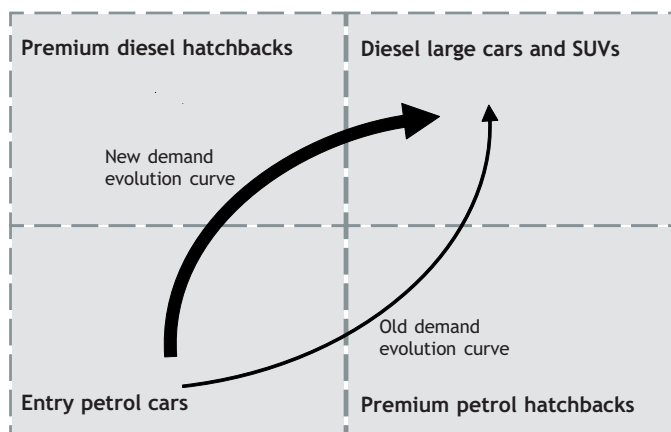 Premium diesel hatchbacks
Diesel large cars and SUVs
New demand
evolution curve
Old demand
evolution curve
Entry petrol cars
Premium petrol hatchbacks